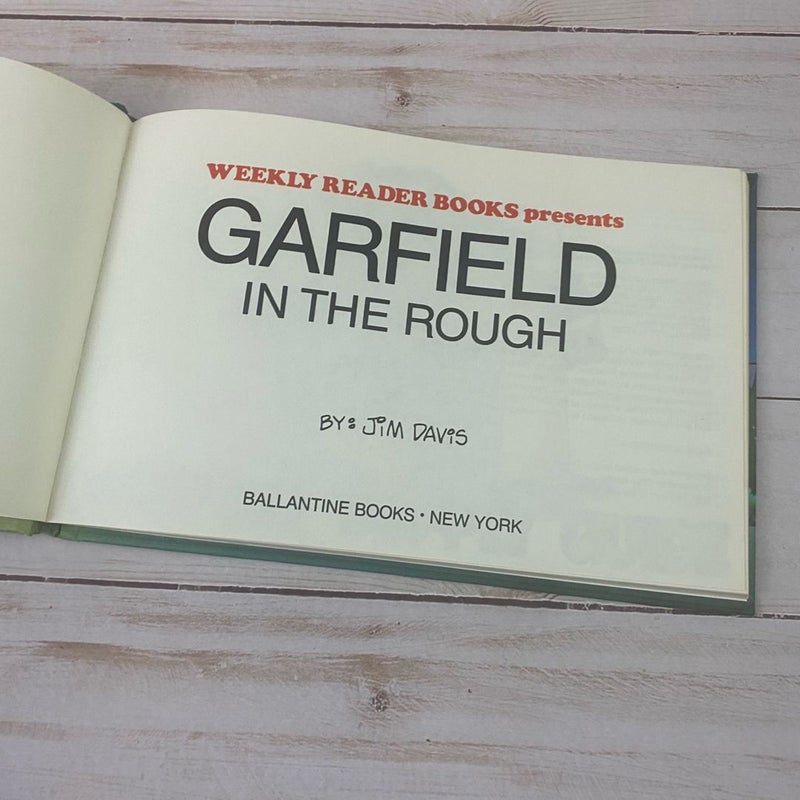 WEEKLY READER BOOKS presents
GARFIELD
IN THE ROUGH
BY: JiM DAViS
BALLANTINE BOOKS • NEW YORK